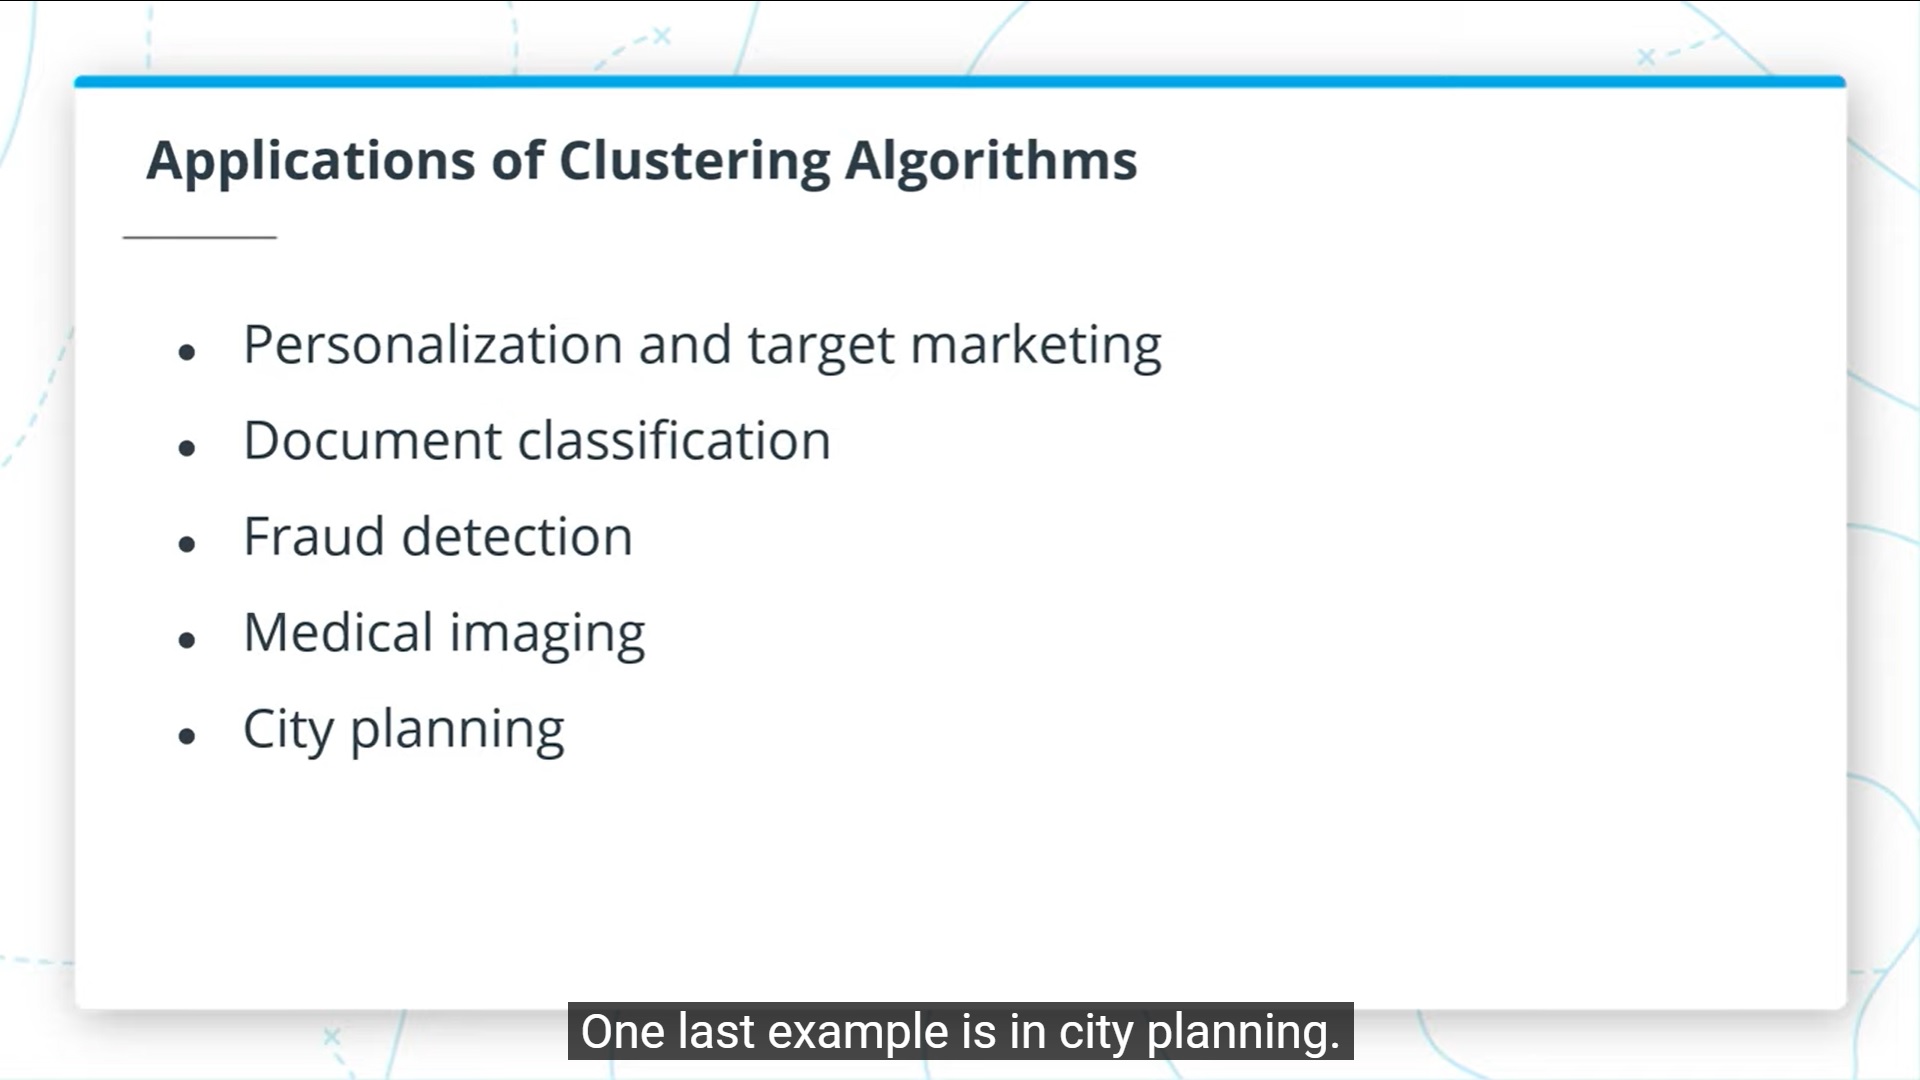 Applications of Clustering Algorithms
• Personalization and target marketing
• Document classification
• Fraud detection
• Medical imaging
• City planning
One last example is in city planning.